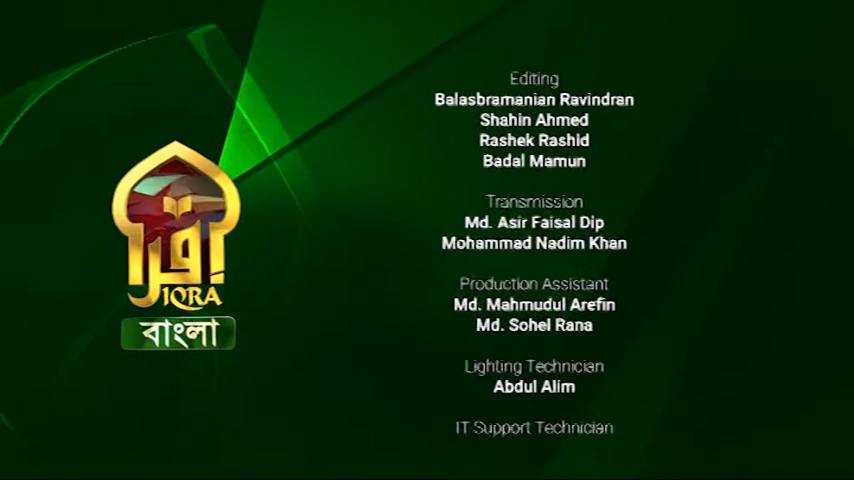 اقرأ
IQRA
বাংলা
Editing
Balasbramanian Ravindran
Shahin Ahmed
Rashek Rashid
Badal Mamun
Transmission
Md. Asir Faisal Dip
Mohammad Nadim Khan
Production Assistant
Md. Mahmudul Arefin
Md. Sohel Rana
Lighting Technician
Abdul Alim
IT Support Technician